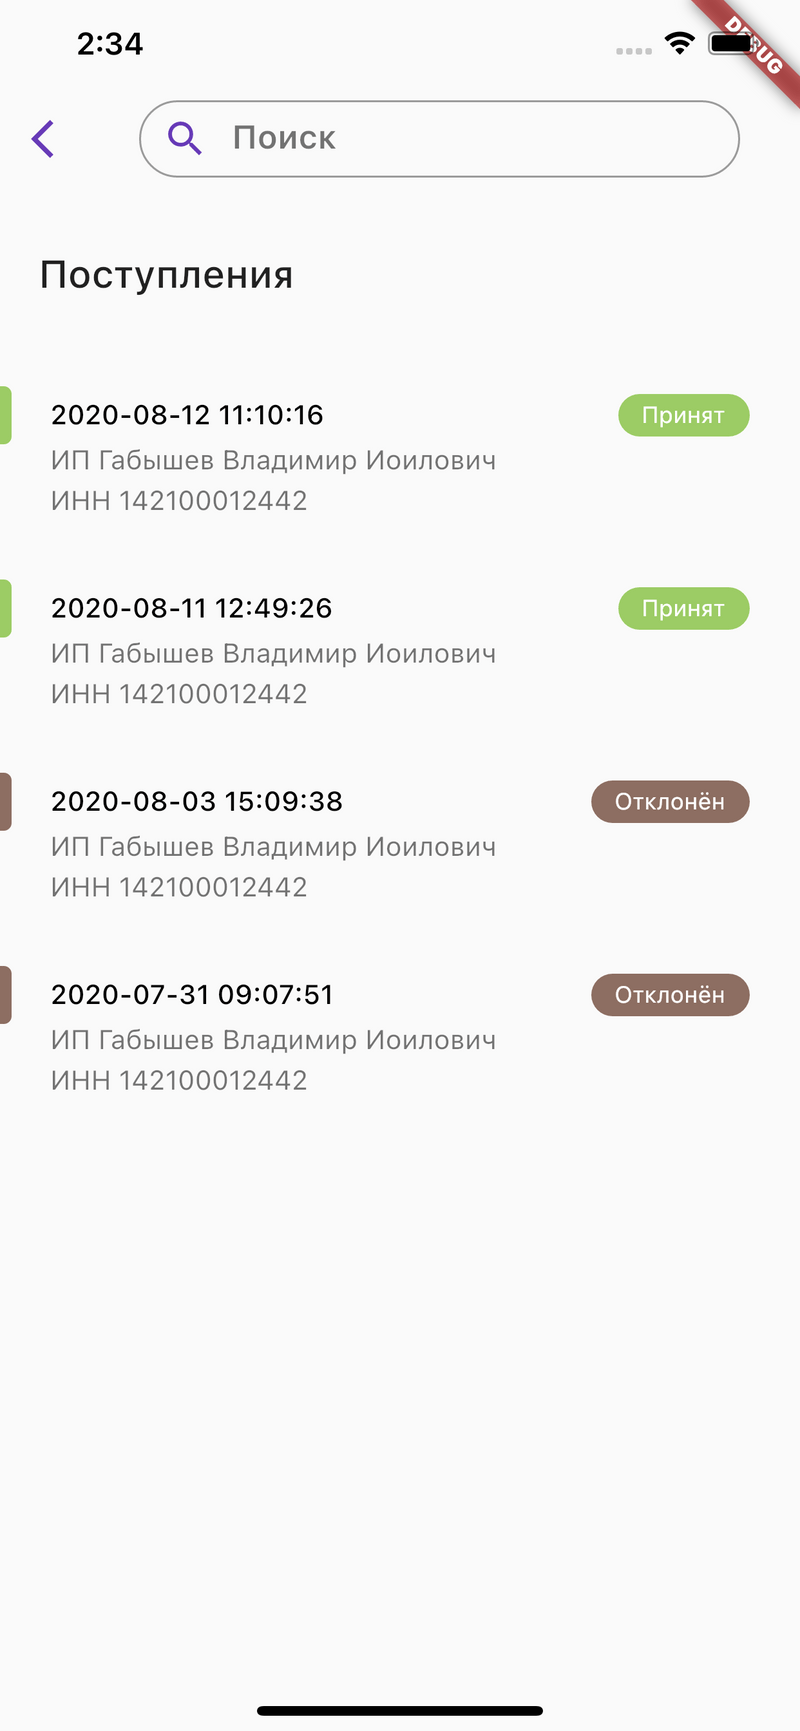 2:34
DEBUG
Поиск
Поступления
2020-08-12 11:10:16
Принят
ИП Габышев Владимир Иоилович
ИНН 142100012442
2020-08-11 12:49:26
Принят
ИП Габышев Владимир Иоилович
ИНН 142100012442
2020-08-03 15:09:38
Отклонён
ИП Габышев Владимир Иоилович
ИНН 142100012442
2020-07-31 09:07:51
Отклонён
ИП Габышев Владимир Иоилович
ИНН 142100012442